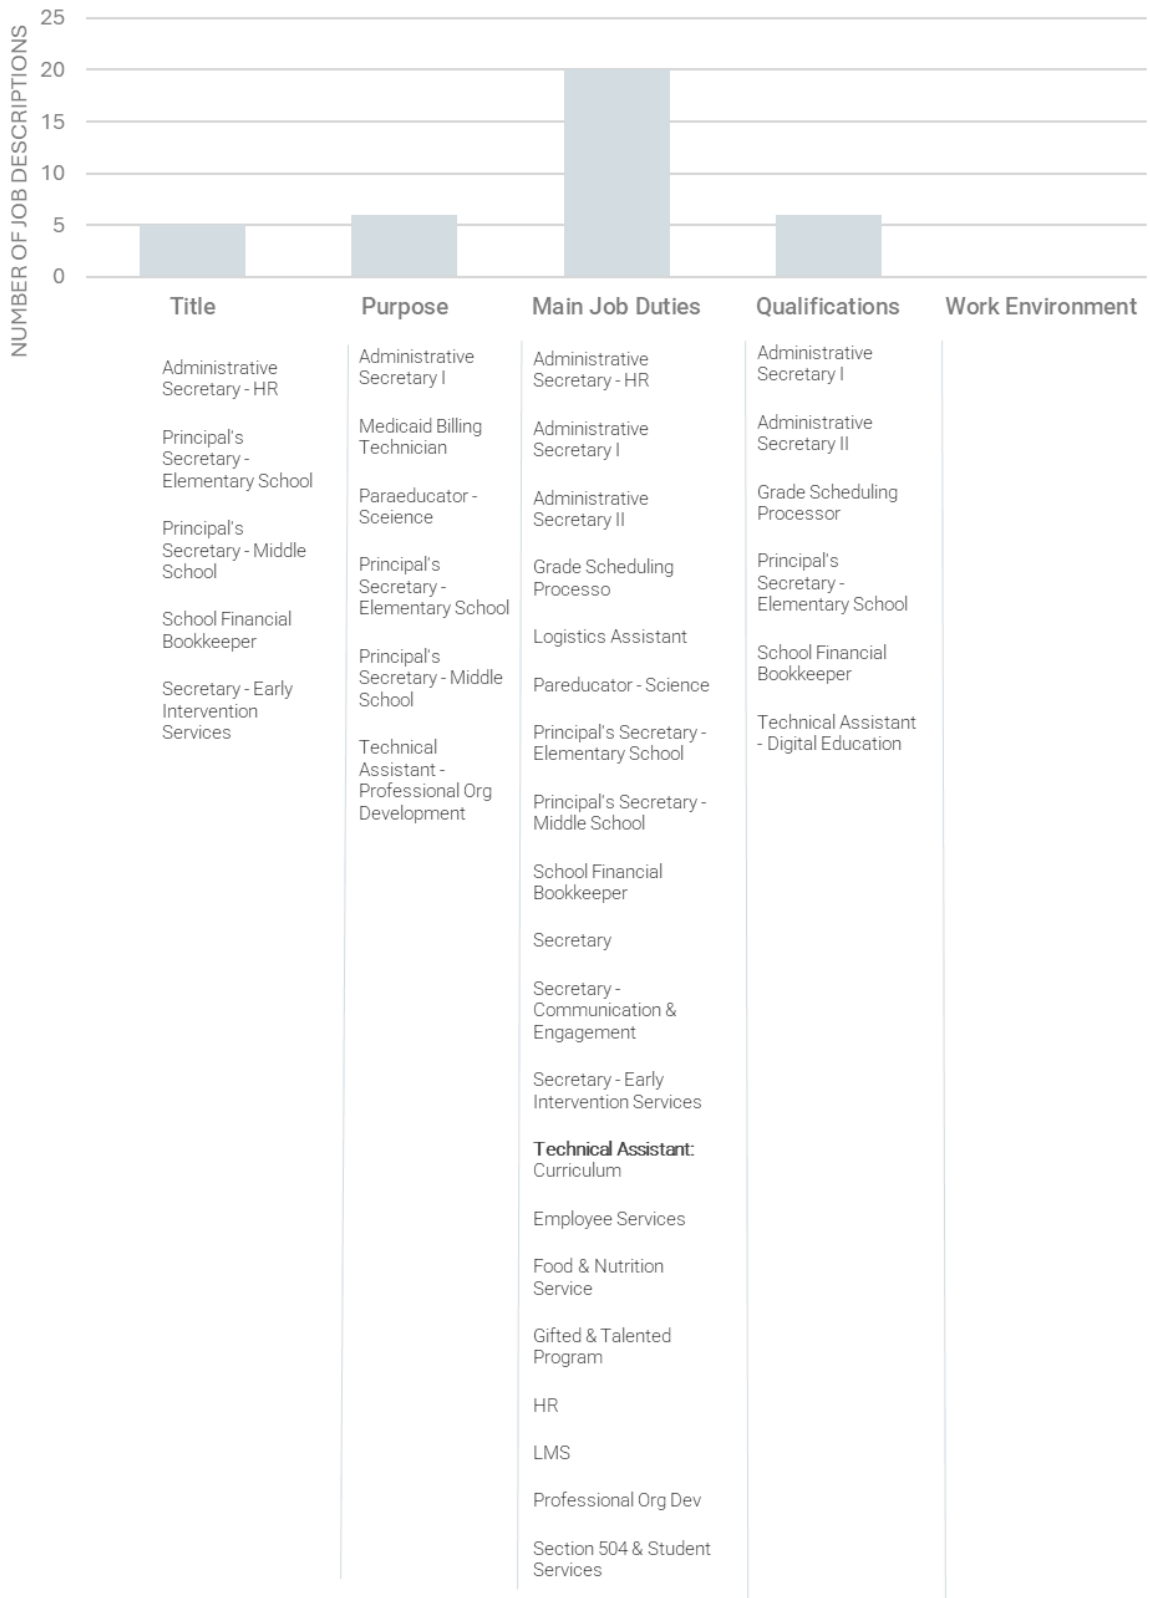 NUMBER OF JOB DESCRIPTIONS
25
20
15
10
5
0
Title
Purpose
Main Job Duties
Qualifications
Work Environment
Administrative
Secretary - HR
Principal's
Secretary -
Elementary School
Principal's
Secretary - Middle
School
School Financial
Bookkeeper
Secretary - Early
Intervention
Services
Administrative
Secretary I
Medicaid Billing
Technician
Paraeducator -
Sceience
Principal's
Secretary -
Elementary School
Principal's
Secretary - Middle
School
Technical
Assistant -
Professional Org
Development
Administrative
Secretary - HR
Administrative
Secretary I
Administrative
Secretary II
Grade Scheduling
Processo
Logistics Assistant
Pareducator - Science
Principal's Secretary -
Elementary School
Principal's Secretary -
Middle School
School Financial
Bookkeeper
Secretary
Secretary -
Communication &
Engagement
Secretary - Early
Intervention Services
Technical Assistant:
Curriculum
Employee Services
Food & Nutrition
Service
Gifted & Talented
Program
HR
LMS
Professional Org Dev
Section 504 & Student
Services
Administrative
Secretary I
Administrative
Secretary II
Grade Scheduling
Processor
Principal's
Secretary -
Elementary School
School Financial
Bookkeeper
Technical Assistant
- Digital Education